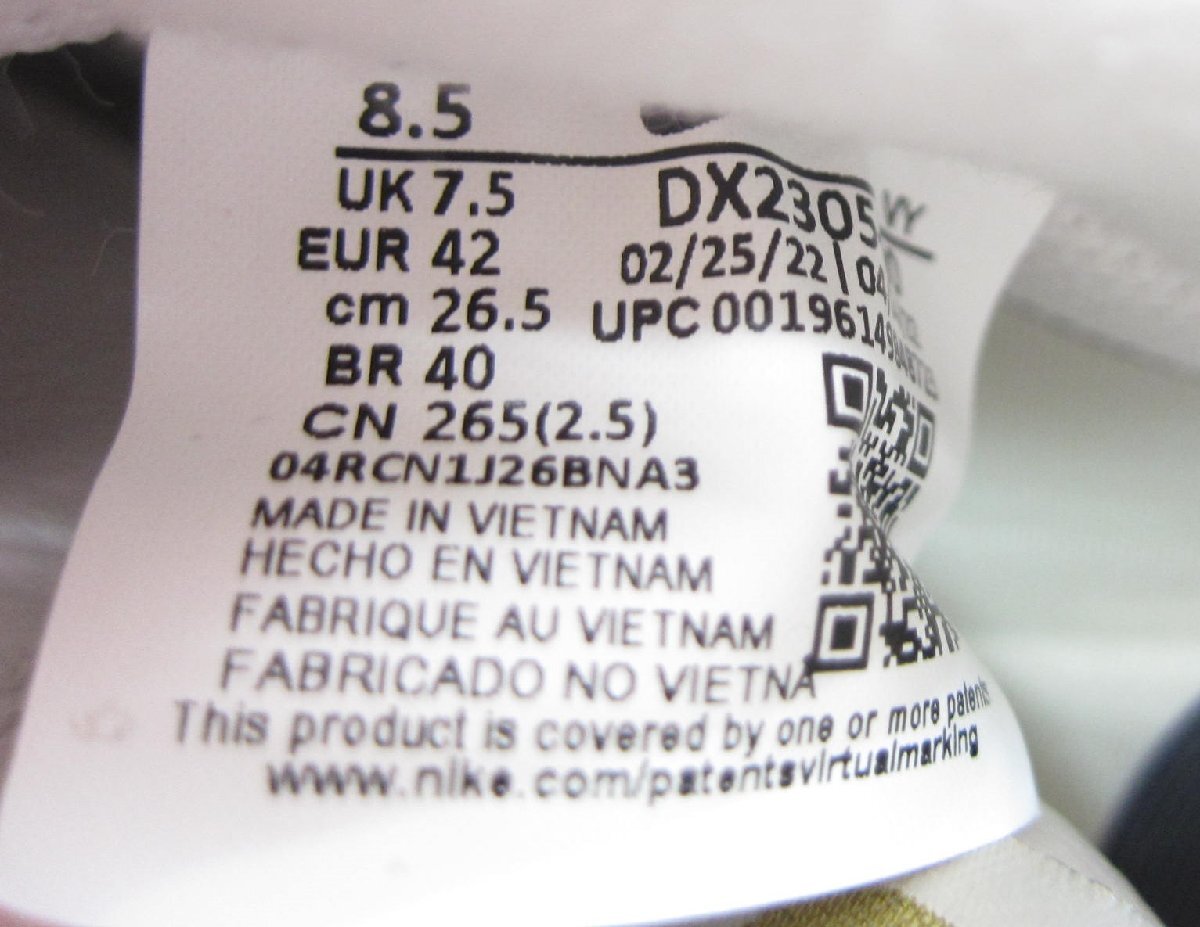 8.5
UK 7.5
EUR 42
cm 26.5
BR 40
CN 265(2.5)
04RCN1J26BNA3
DX2305
02/25/22
UPC
MADE IN VIETNAM
HECHO EN VIETNAM
FABRIQUE AU VIETNAM
FABRICADO NO VIETNA
This product is covered by one or more patents
www.nike.com/patentsvirtualmarking